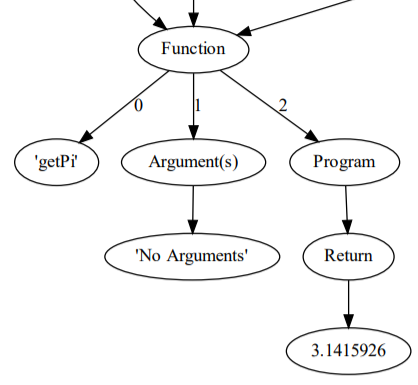 Function
0
1
2
'getPi'
Argument(s)
Program
'No Arguments'
Return
3.1415926